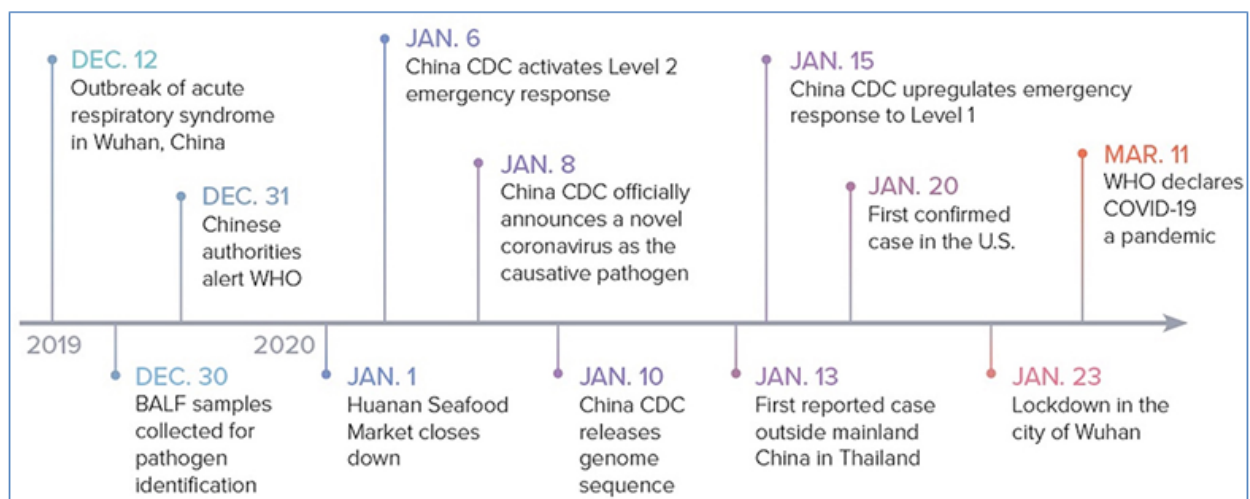 DEC. 12
Outbreak of acute
respiratory syndrome
in Wuhan, China
DEC. 31
Chinese
authorities
alert WHO
JAN. 6
China CDC activates Level 2
emergency response
JAN. 8
China CDC officially
announces a novel
coronavirus as the
causative pathogen
JAN. 15
China CDC upregulates emergency
response to Level 1
JAN. 20
First confirmed
case in the U.S.
MAR. 11
WHO declares
COVID-19
a pandemic
2019
2020
DEC. 30
BALF samples
collected for
pathogen
identification
JAN. 1
Huanan Seafood
Market closes
down
JAN. 10
China CDC
releases
genome
sequence
JAN. 13
First reported case
outside mainland
China in Thailand
JAN. 23
Lockdown in the
city of Wuhan